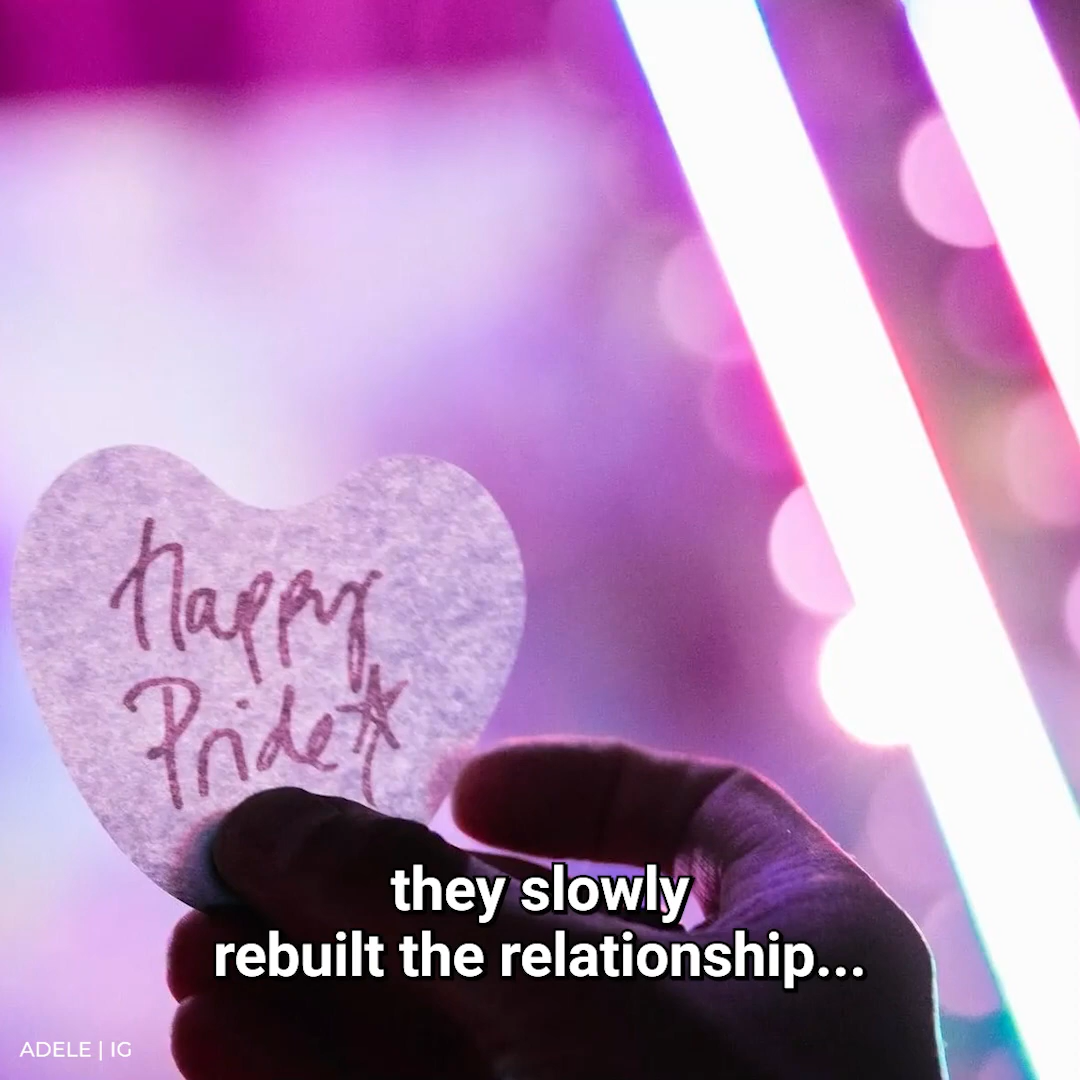 Happy
Pride
they slowly
rebuilt the relationship...
ADELE | IG